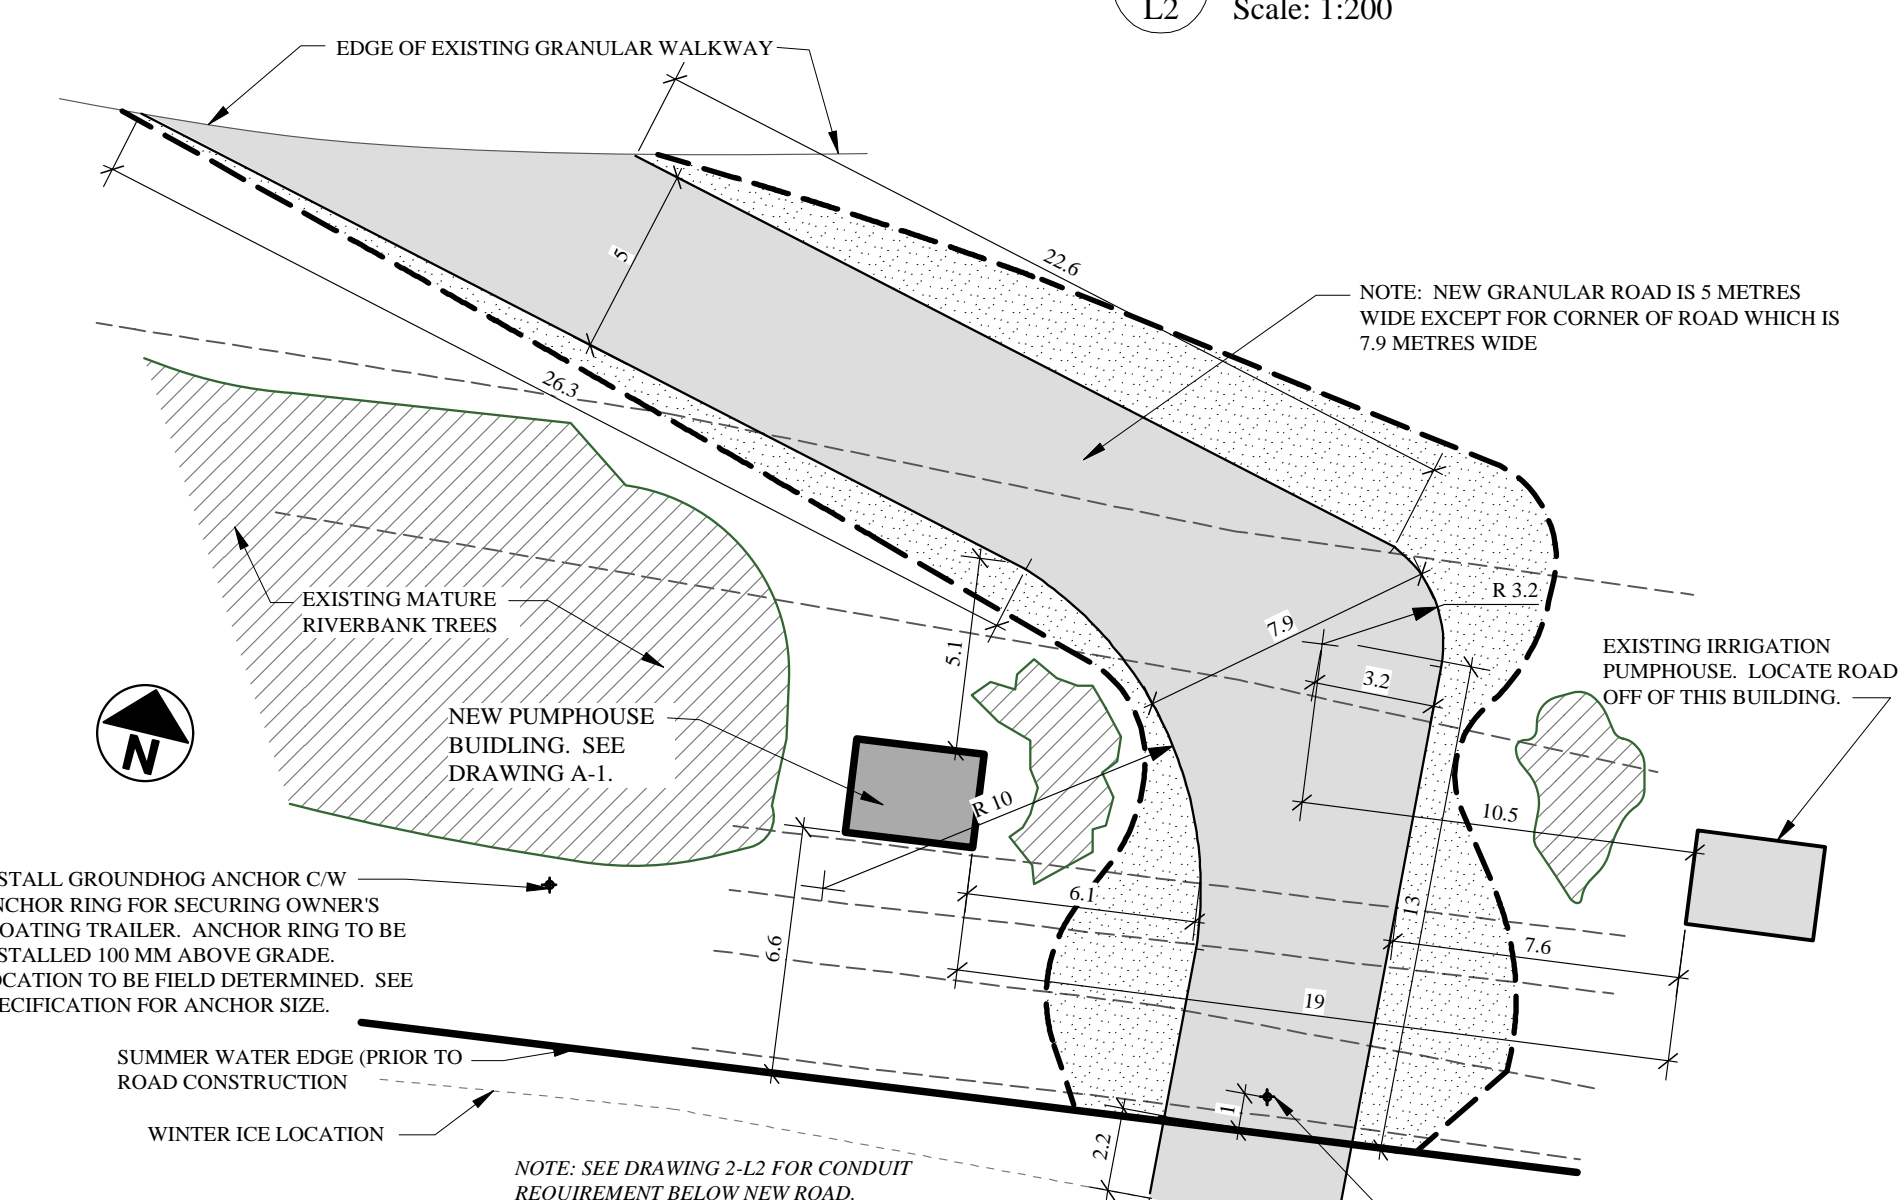 L2
Scale: 1:200
EDGE OF EXISTING GRANULAR WALKWAY
22.6
5
NOTE: NEW GRANULAR ROAD IS 5 METRES
WIDE EXCEPT FOR CORNER OF ROAD WHICH IS
7.9 METRES WIDE
26.3
EXISTING MATURE
RIVERBANK TREES
5.1
7.9
R 3.2
3.2
EXISTING IRRIGATION
PUMPHOUSE. LOCATE ROAD
OFF OF THIS BUILDING.
N
NEW PUMPHOUSE
BUIDLING. SEE
DRAWING A-1.
R 10
10.5
STALL GROUNDHOG ANCHOR C/W
NCHOR RING FOR SECURING OWNER'S
OATING TRAILER. ANCHOR RING TO BE
STALLED 100 MM ABOVE GRADE.
OCATION TO BE FIELD DETERMINED. SEE
ECIFICATION FOR ANCHOR SIZE.
6.6
6.1
13
7.6
19
SUMMER WATER EDGE (PRIOR TO
ROAD CONSTRUCTION
1
2.2
WINTER ICE LOCATION
NOTE: SEE DRAWING 2-L2 FOR CONDUIT
REQUIREMENT BELOW NEW ROAD.